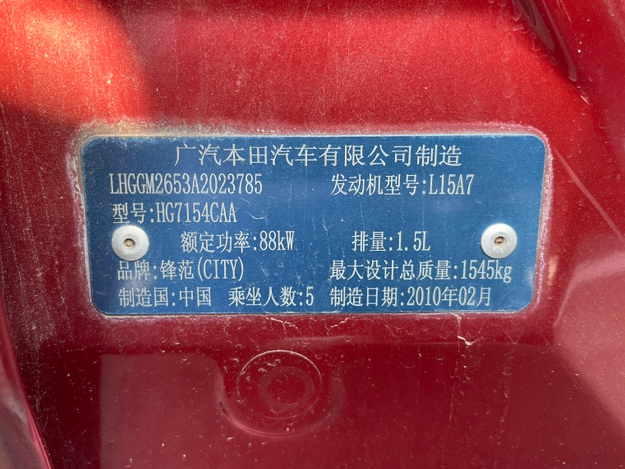 广汽本田汽车有限公司制造
LHGGM2653A2023785 发动机型号:L15A7
型号:HG7154CAA
额定功率:88kW 排量:1.5L
品牌:锋范(CITY) 最大设计总质量:1545kg
制造国:中国 乘坐人数:5 制造日期:2010年02月